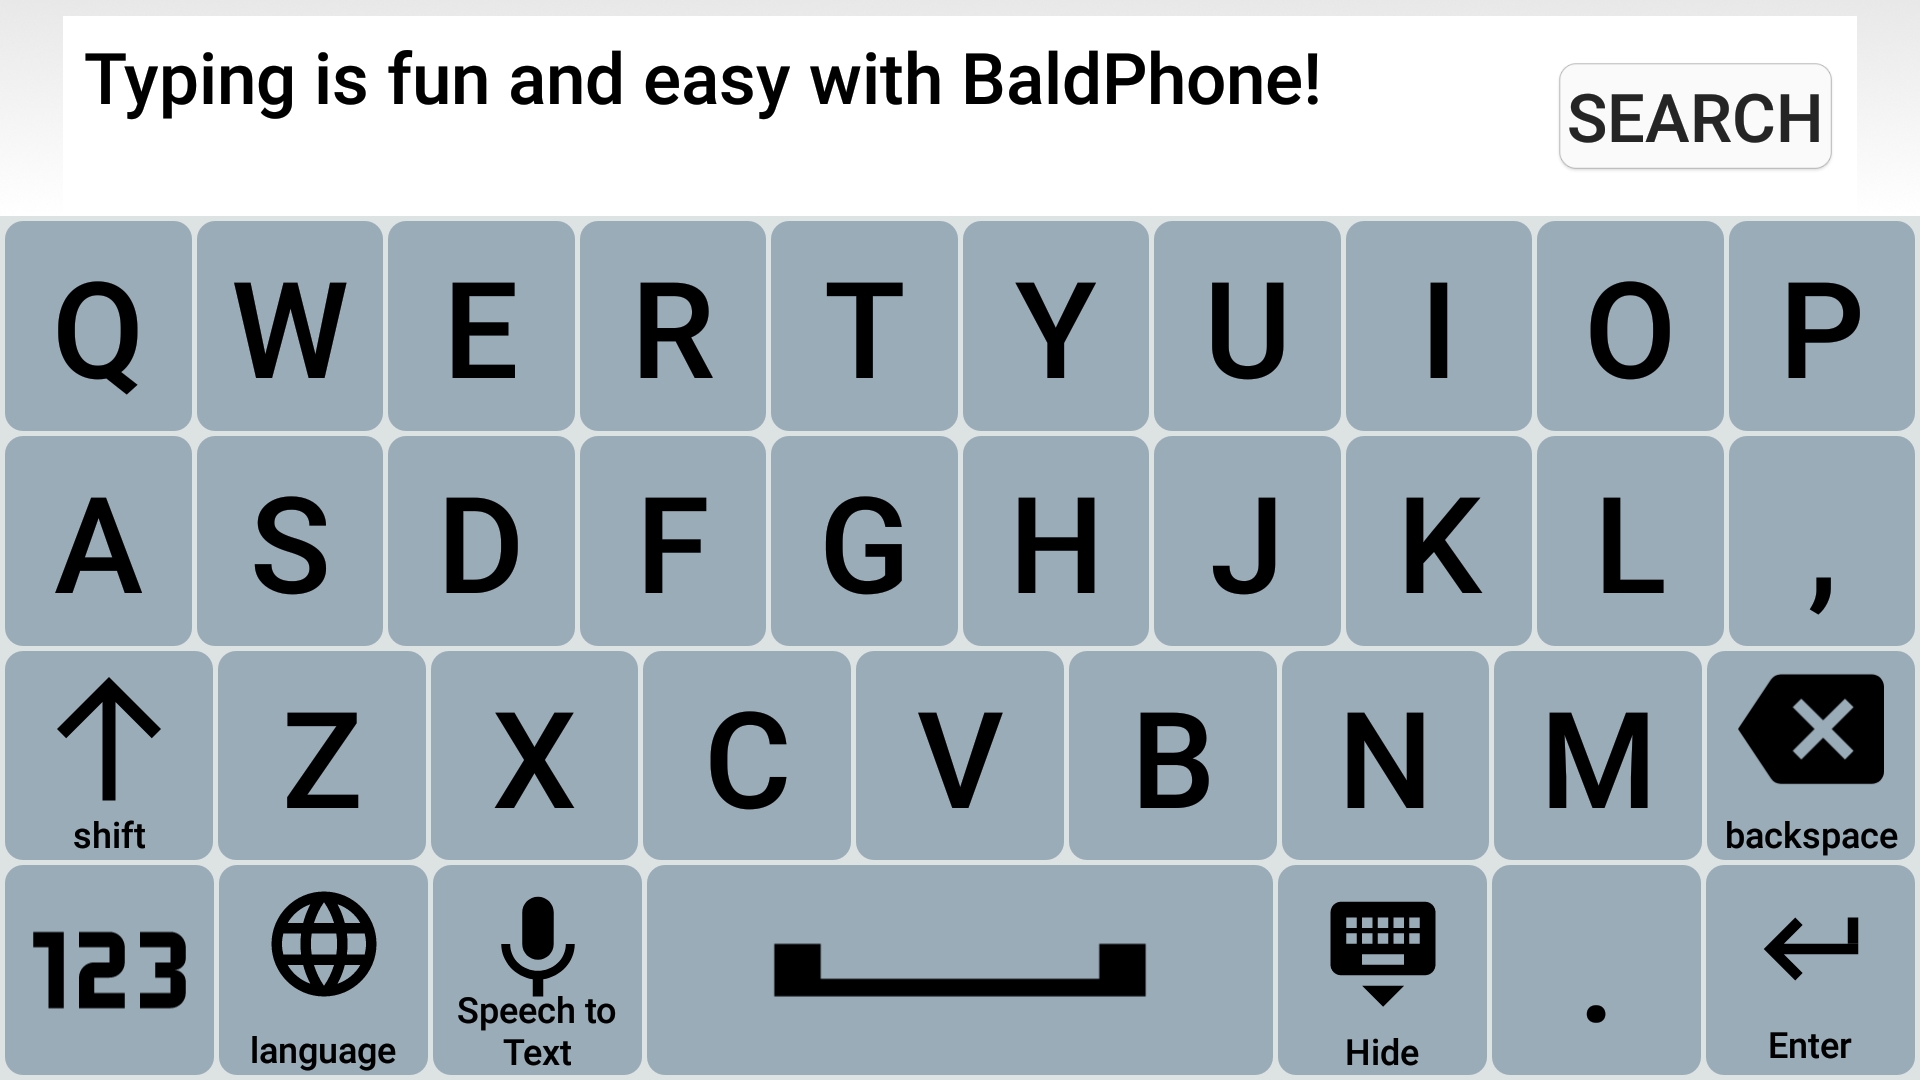 Typing is fun and easy with BaldPhone!
SEARCH
Q W E R T Y U I O P
A S D F G H J K L ,
Z X C V B N M
shift backspace
123 .
language Speech to Text Hide Enter